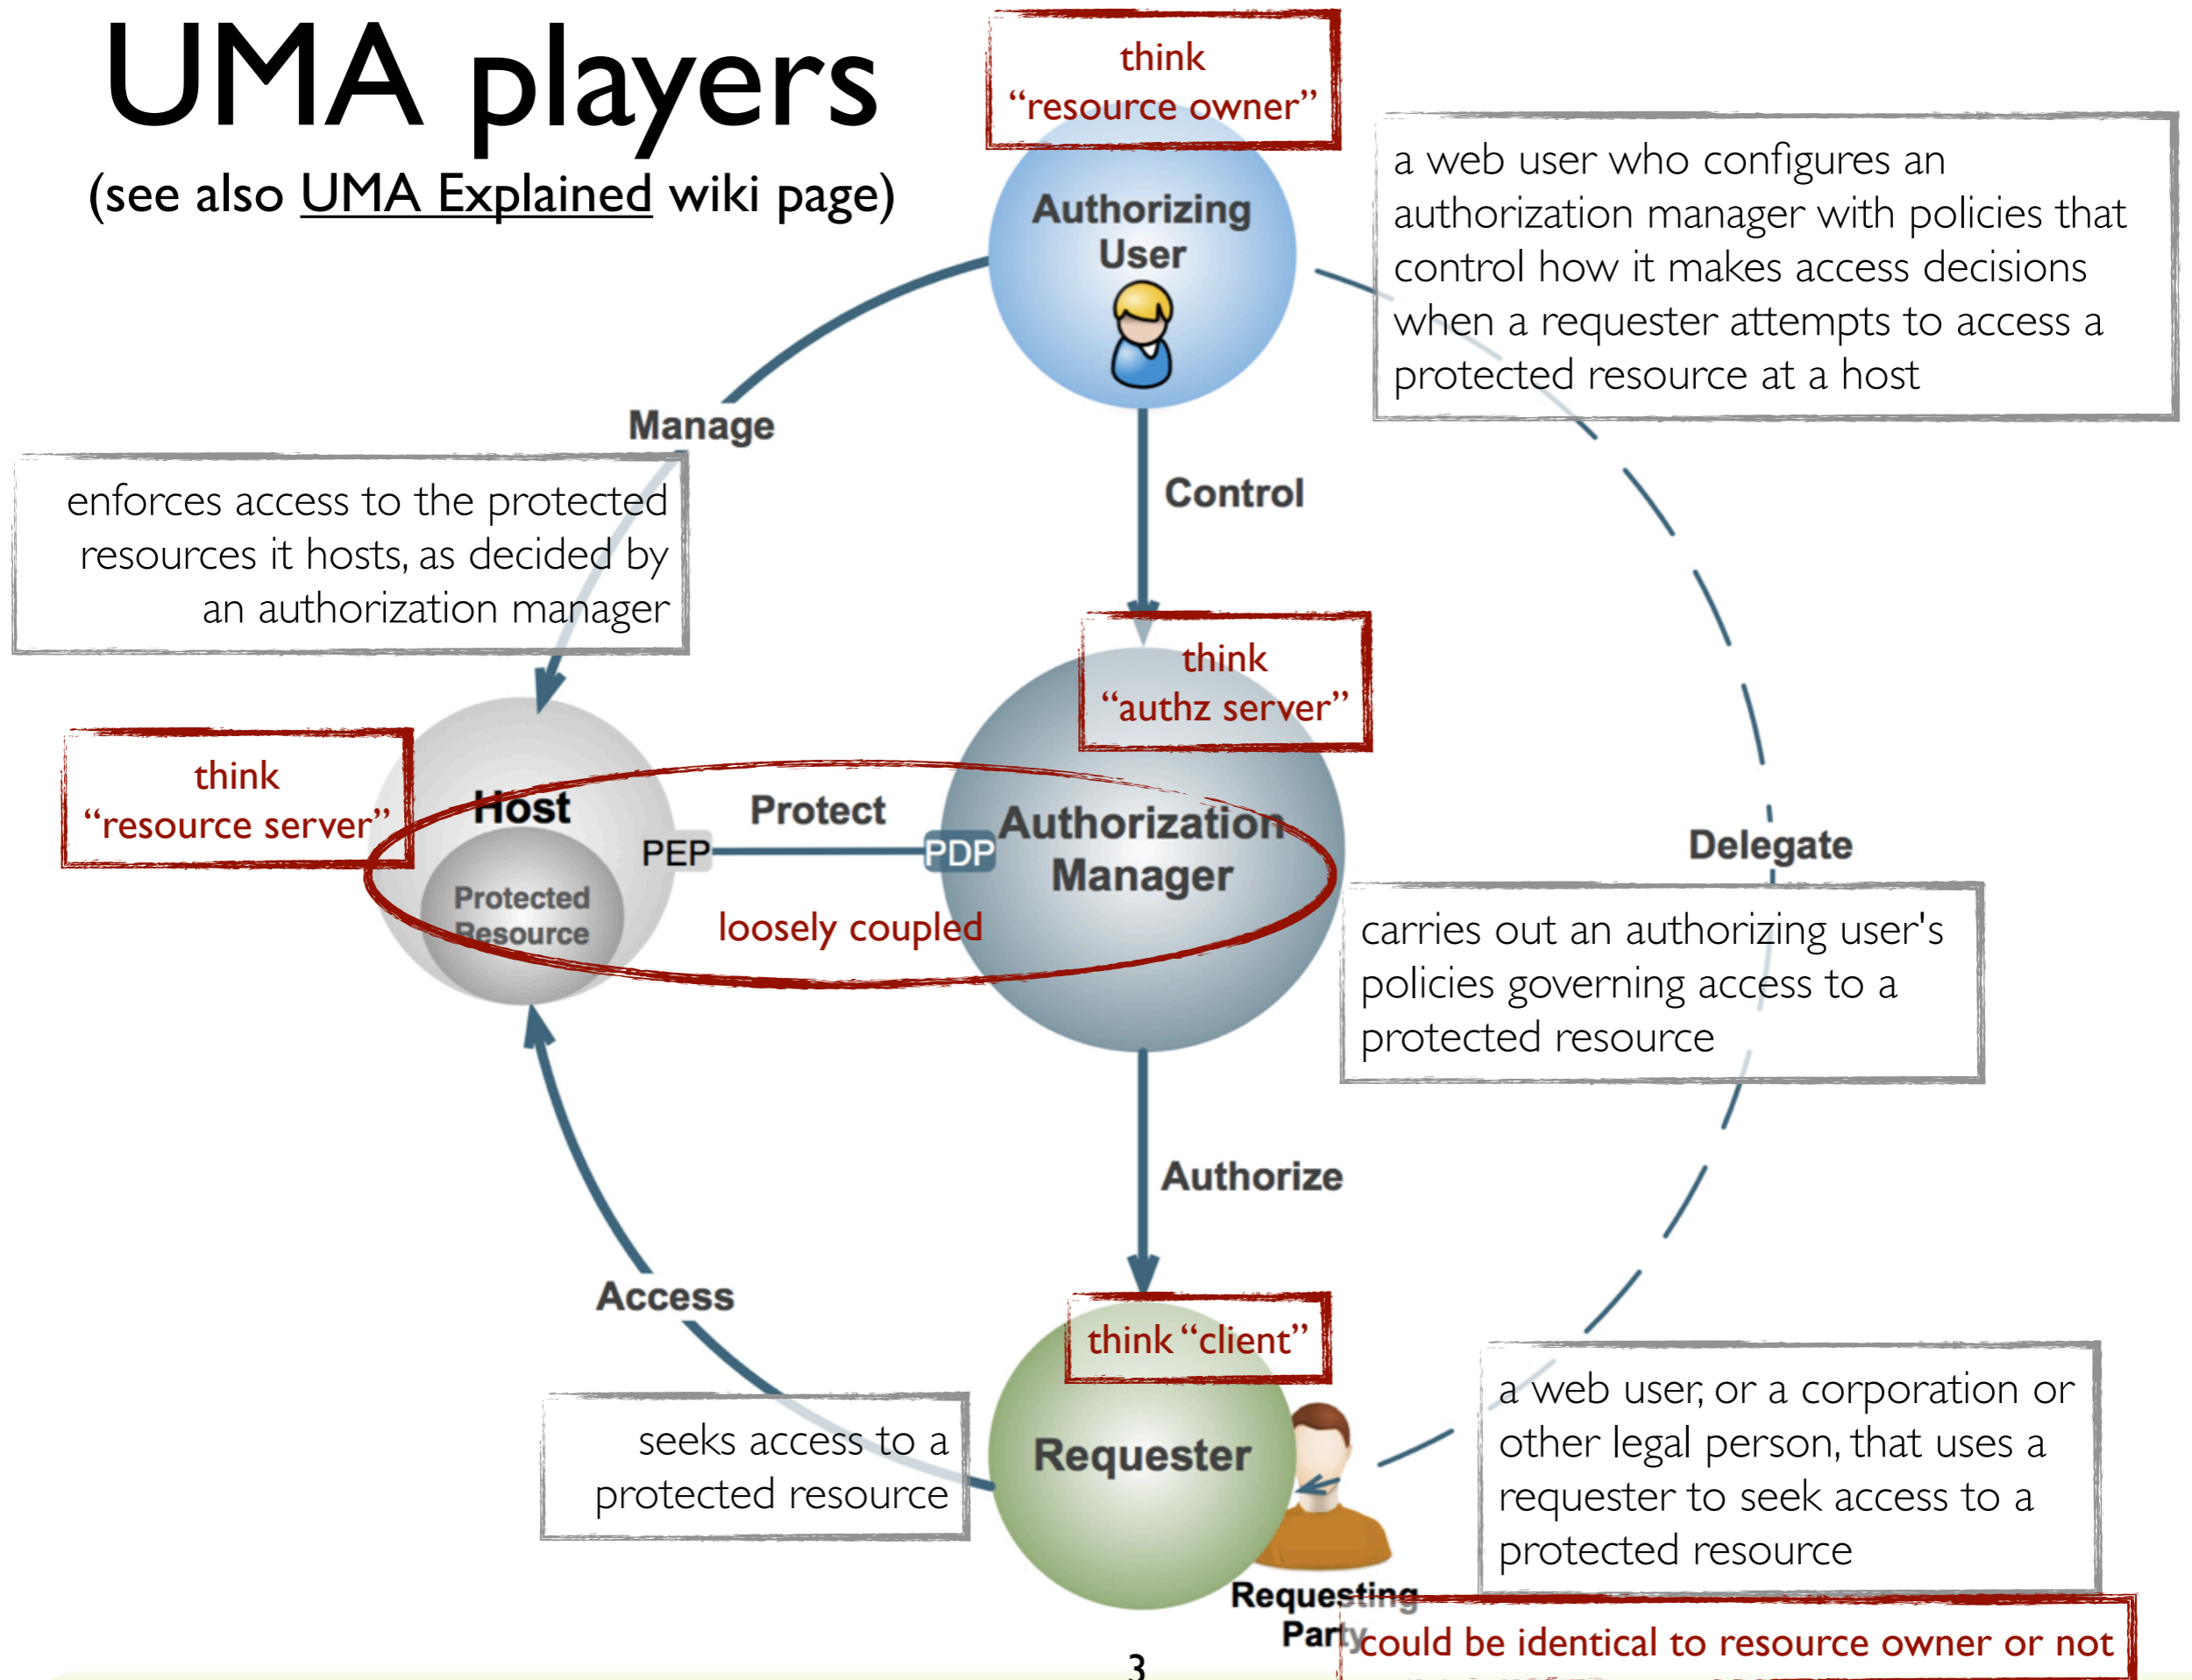 UMA players
(see also UMA Explained wiki page)
think
“resource owner”
Authorizing
User
a web user who configures an
authorization manager with policies that
control how it makes access decisions
when a requester attempts to access a
protected resource at a host
Manage
Control
enforces access to the protected
resources it hosts, as decided by
an authorization manager
think
“authz server”
think
“resource server”
Host
Protected
Resource
PEP
Protect
PDP
loosely coupled
Authorization
Manager
Delegate
carries out an authorizing user's
policies governing access to a
protected resource
Authorize
Access
think “client”
Requester
seeks access to a
protected resource
a web user, or a corporation or
other legal person, that uses a
requester to seek access to a
protected resource
Requesting
Party
could be identical to resource owner or not
3